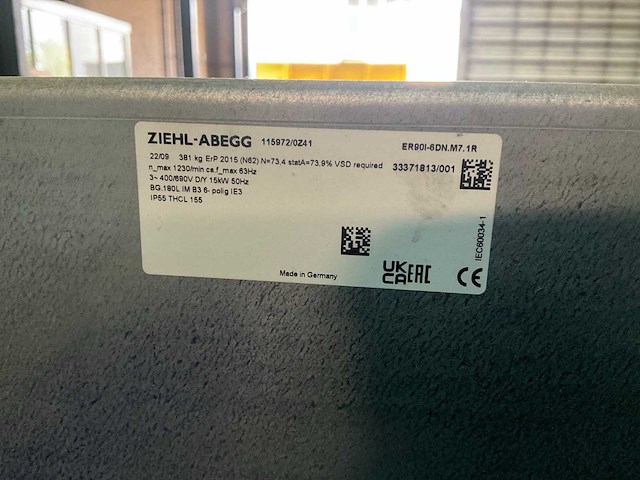 ZIEHL-ABEGG 115972/0Z41 ER90I-6DN.M7.1R
22/09 381 kg ErP 2015 (N62) N=73,4 statA=73,9% VSD required 33371813/001
n_max 1230/min ca.f_max 63Hz
3~ 400/690V D/Y 15kW 50Hz
BG.180L IM B3 6- polig IE3
IP55 THCL 155
IEC60034-1
Made in Germany UK CA EAC CE